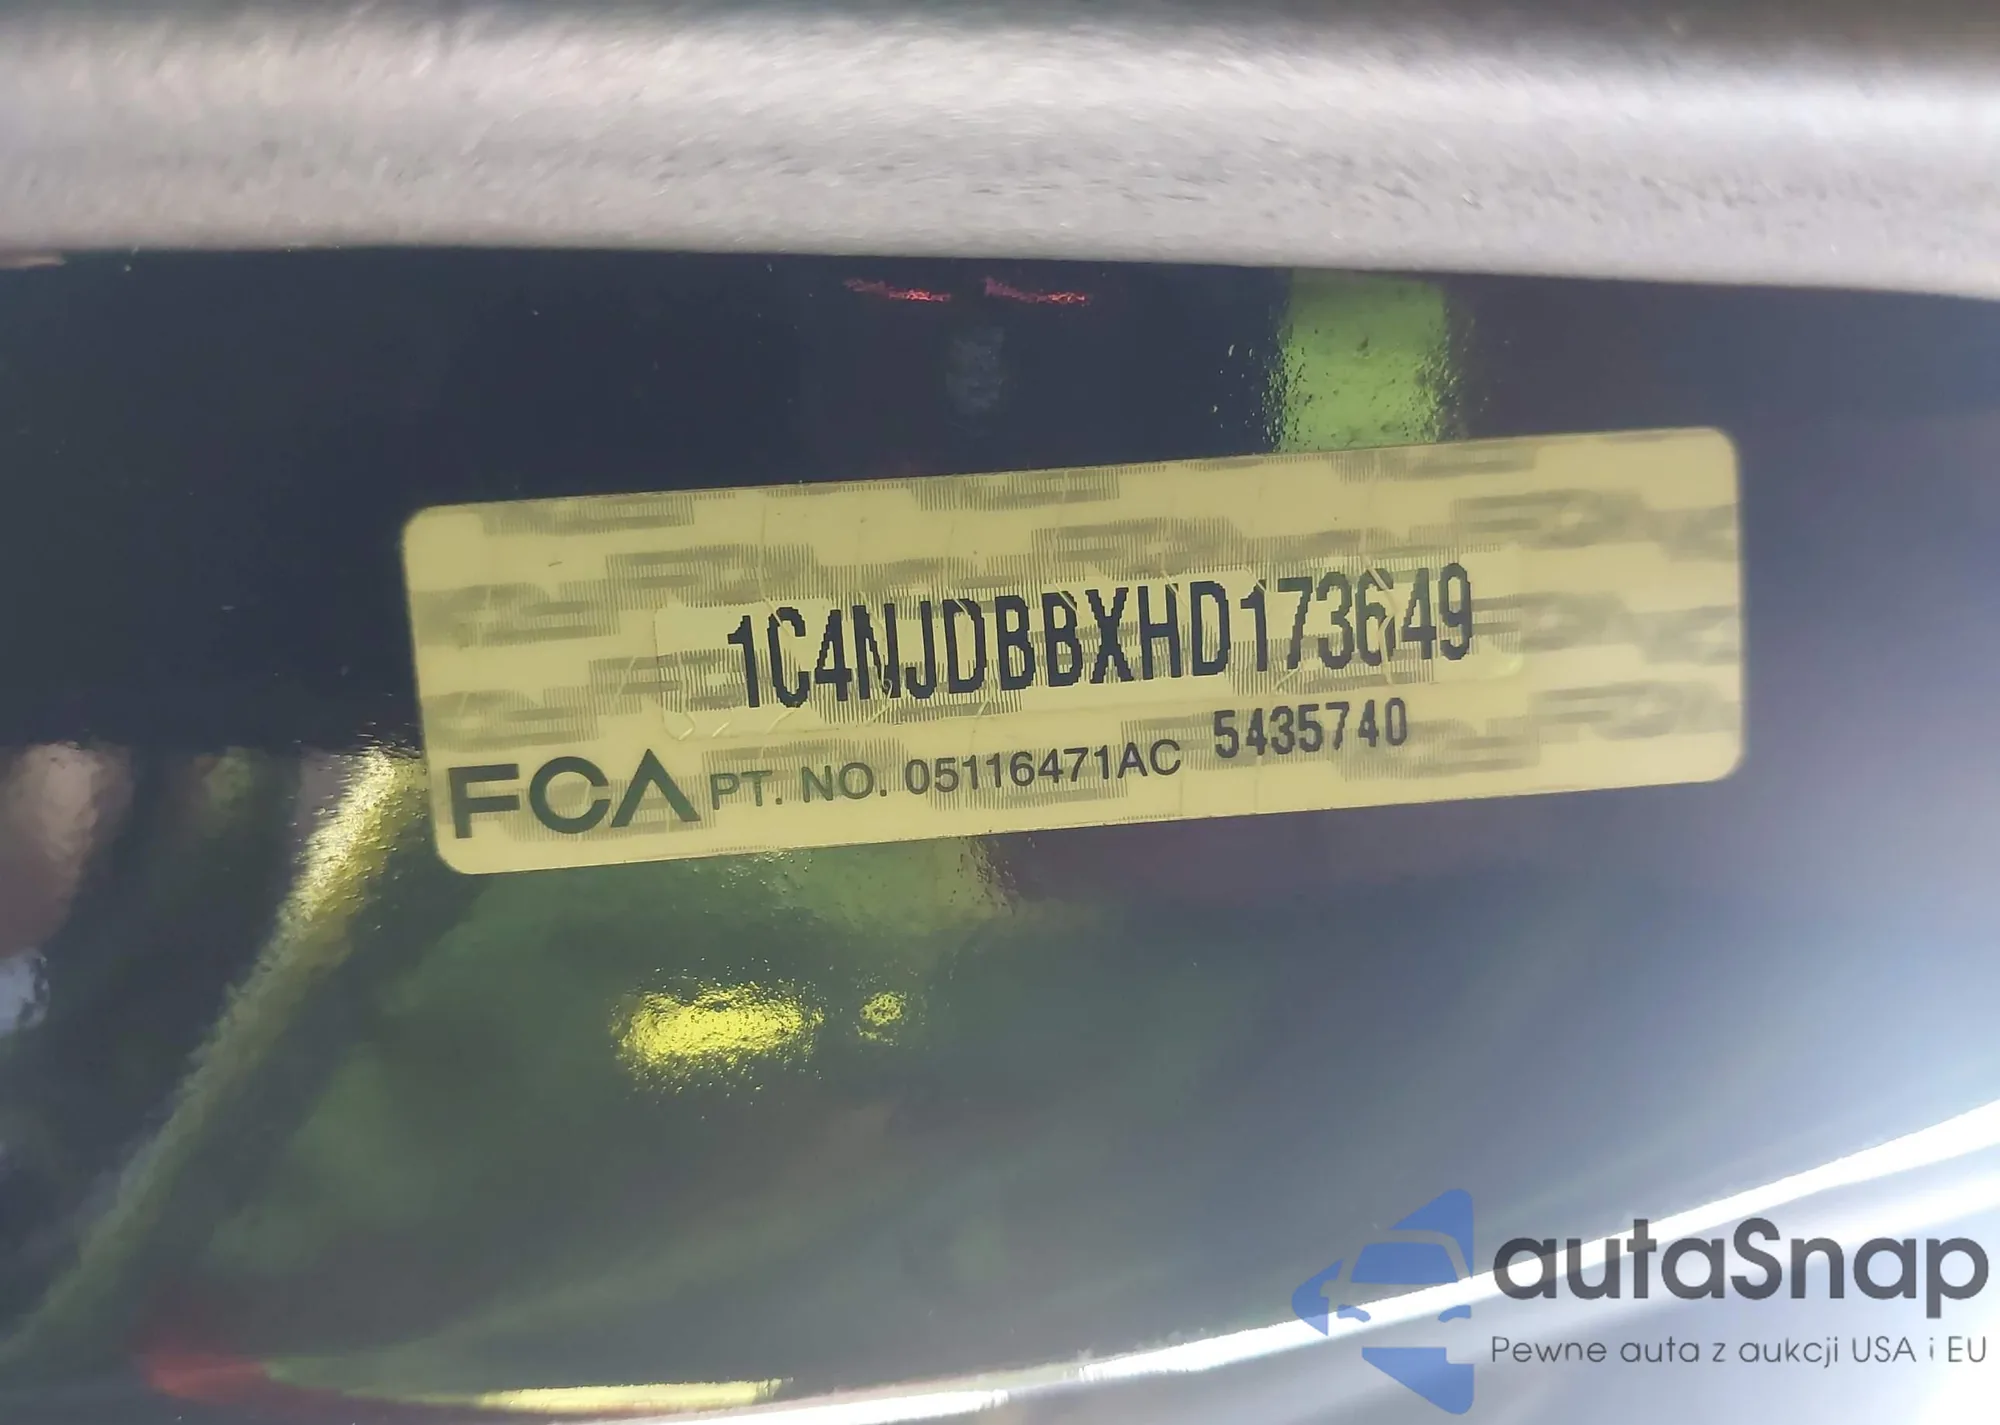 1C4NJDBBXHD173649
FCA PT. NO. 05116471AC 5435740
autaSnap
Pewne auta z aukcji USA i EU